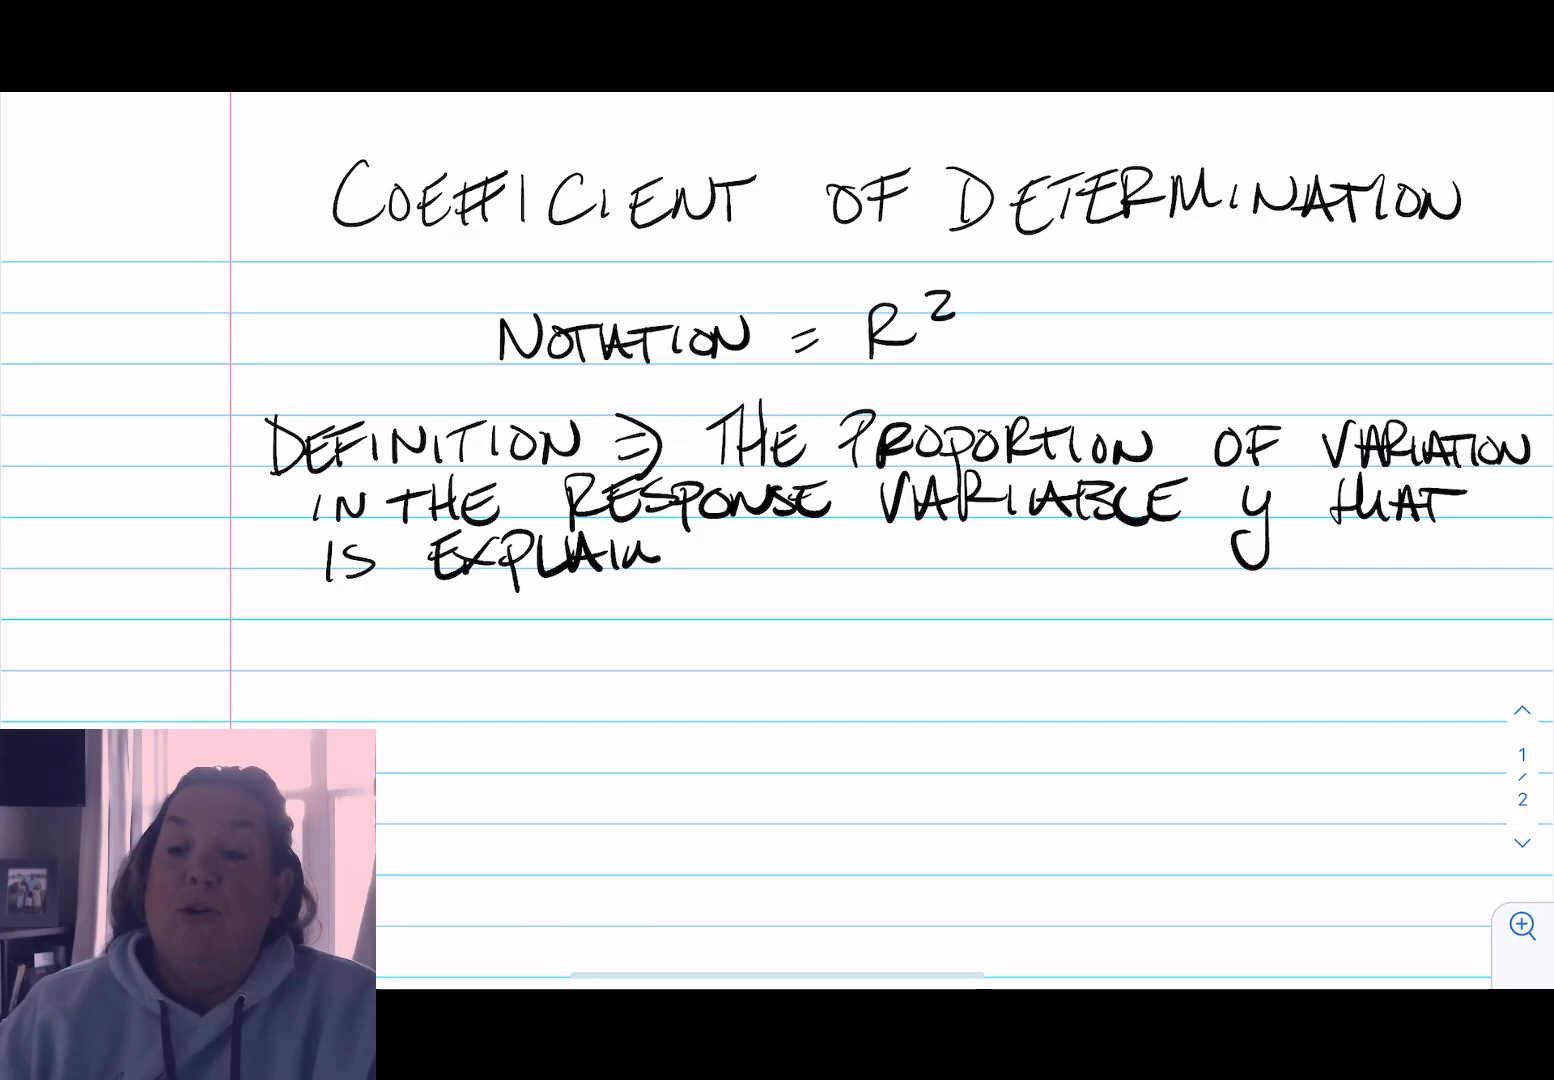 COEFFICIENT OF DETERMINATION
NOTATION = R²
DEFINITION ⇒ THE PROPORTION OF VARIATION
IN THE RESPONSE VARIABLE y that
IS EXPLAIN
1
/
2